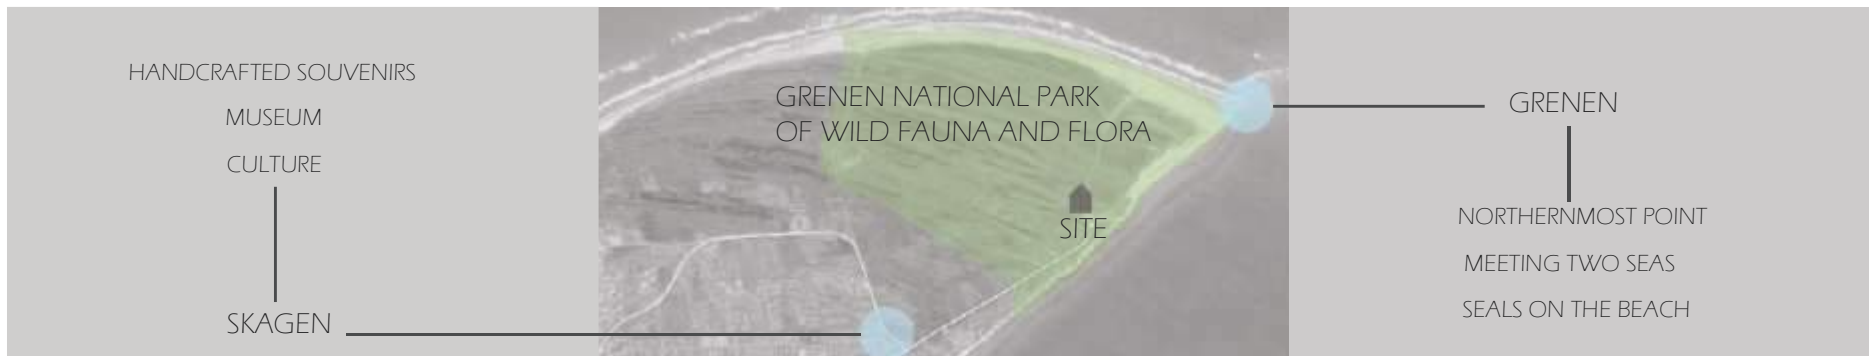 HANDCRAFTED SOUVENIRS
MUSEUM
CULTURE
SKAGEN
GRENEN NATIONAL PARK
OF WILD FAUNA AND FLORA
SITE
GRENEN
NORTHERNMOST POINT
MEETING TWO SEAS
SEALS ON THE BEACH